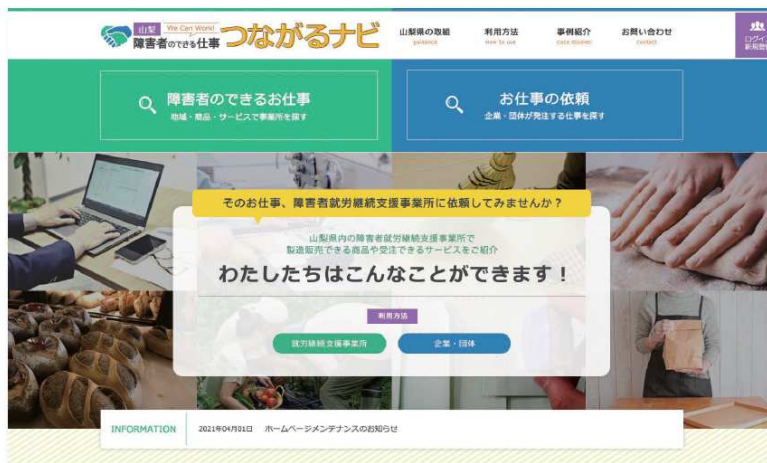 山梨 We Can Work!
障害者のできる仕事 つながるナビ
山梨県の取組
guidance
利用方法
How to use
事例紹介
お問い合わせ
contact
ログイン
障害者のできるお仕事
地域・商品・サービスで事業所を探す
お仕事の依頼
企業・団体が発注する仕事を探す
そのお仕事、障害者就労継続支援事業所に依頼してみませんか？
山梨県内の障害者就労継続支援事業所で
製造販売できる商品や受注できるサービスをご紹介
わたしたちはこんなことができます！
利用方法
就労継続支援事業所
企業・団体
INFORMATION 2021年04月01日 ホームページメンテナンスのお知らせ